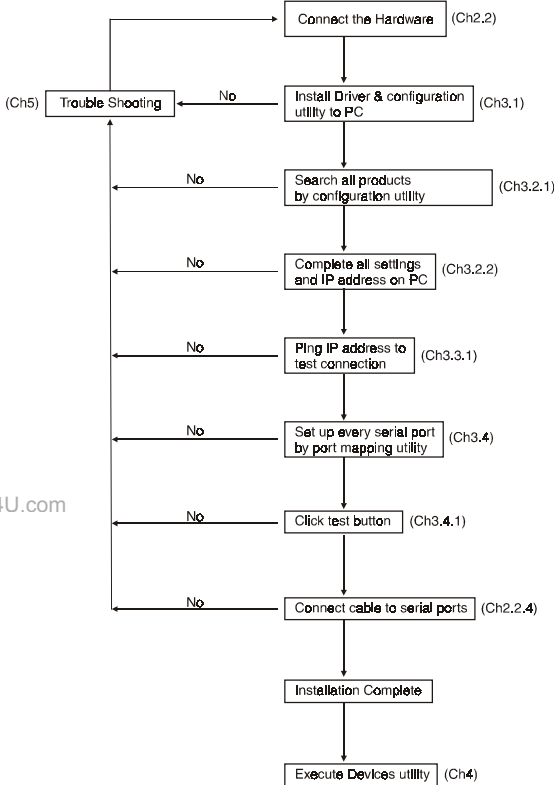 Connect the Hardware (Ch2.2)
(Ch5) Trouble Shooting No Install Driver & configuration
utility to PC (Ch3.1)
No Search all products
by configuration utility (Ch3.2.1)
No Complete all settings
and IP address on PC (Ch3.2.2)
No Ping IP address to
test connection (Ch3.3.1)
No Set up every serial port
by port mapping utility (Ch3.4)
4U.com
No Click test button (Ch3.4.1)
No Connect cable to serial ports (Ch2.2.4)
Installation Complete
Execute Devices utility (Ch4)